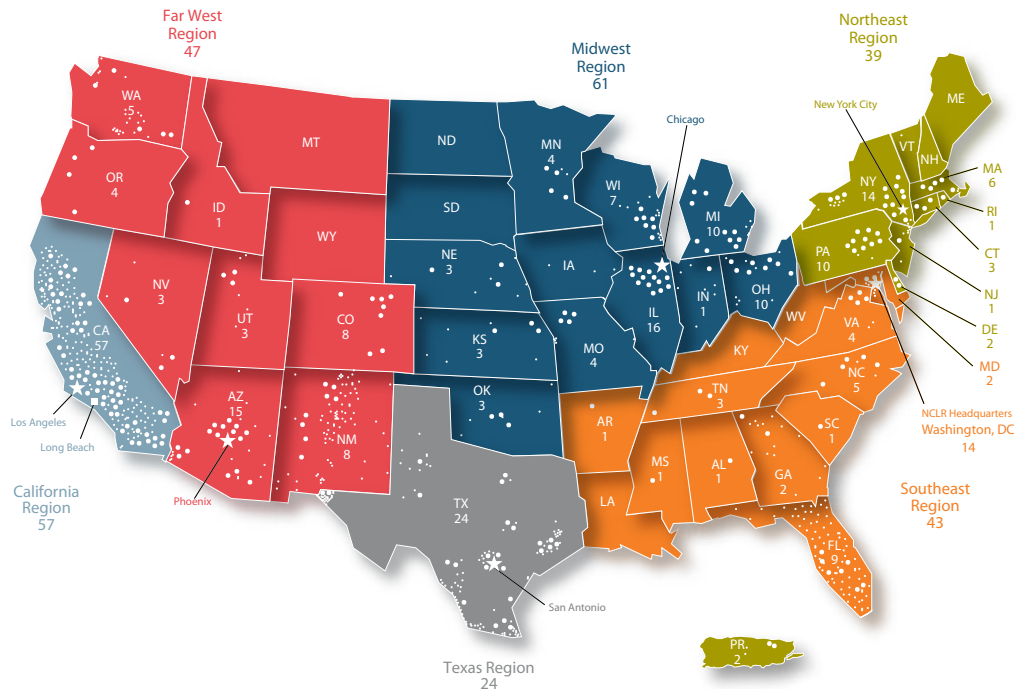 Far West
Region
47
Midwest
Region
61
Northeast
Region
39
New York City
Chicago
WA
5
OR
4
ID
1
MT
WY
NV
3
UT
3
CO
8
AZ
15
NM
8
Phoenix
CA
57
Los Angeles
Long Beach
California
Region
57
ND
SD
NE
3
KS
3
OK
3
MN
4
IA
MO
4
WI
7
IL
16
MI
10
IN
1
OH
10
ME
VT
NH
NY
14
MA
6
RI
1
CT
3
NJ
1
PA
10
DE
2
MD
2
WV
VA
4
KY
NC
5
TN
3
SC
1
AR
1
MS
1
AL
1
GA
2
LA
FL
9
NCLR Headquarters
Washington, DC
14
Southeast
Region
43
TX
24
San Antonio
Texas Region
24
PR
2